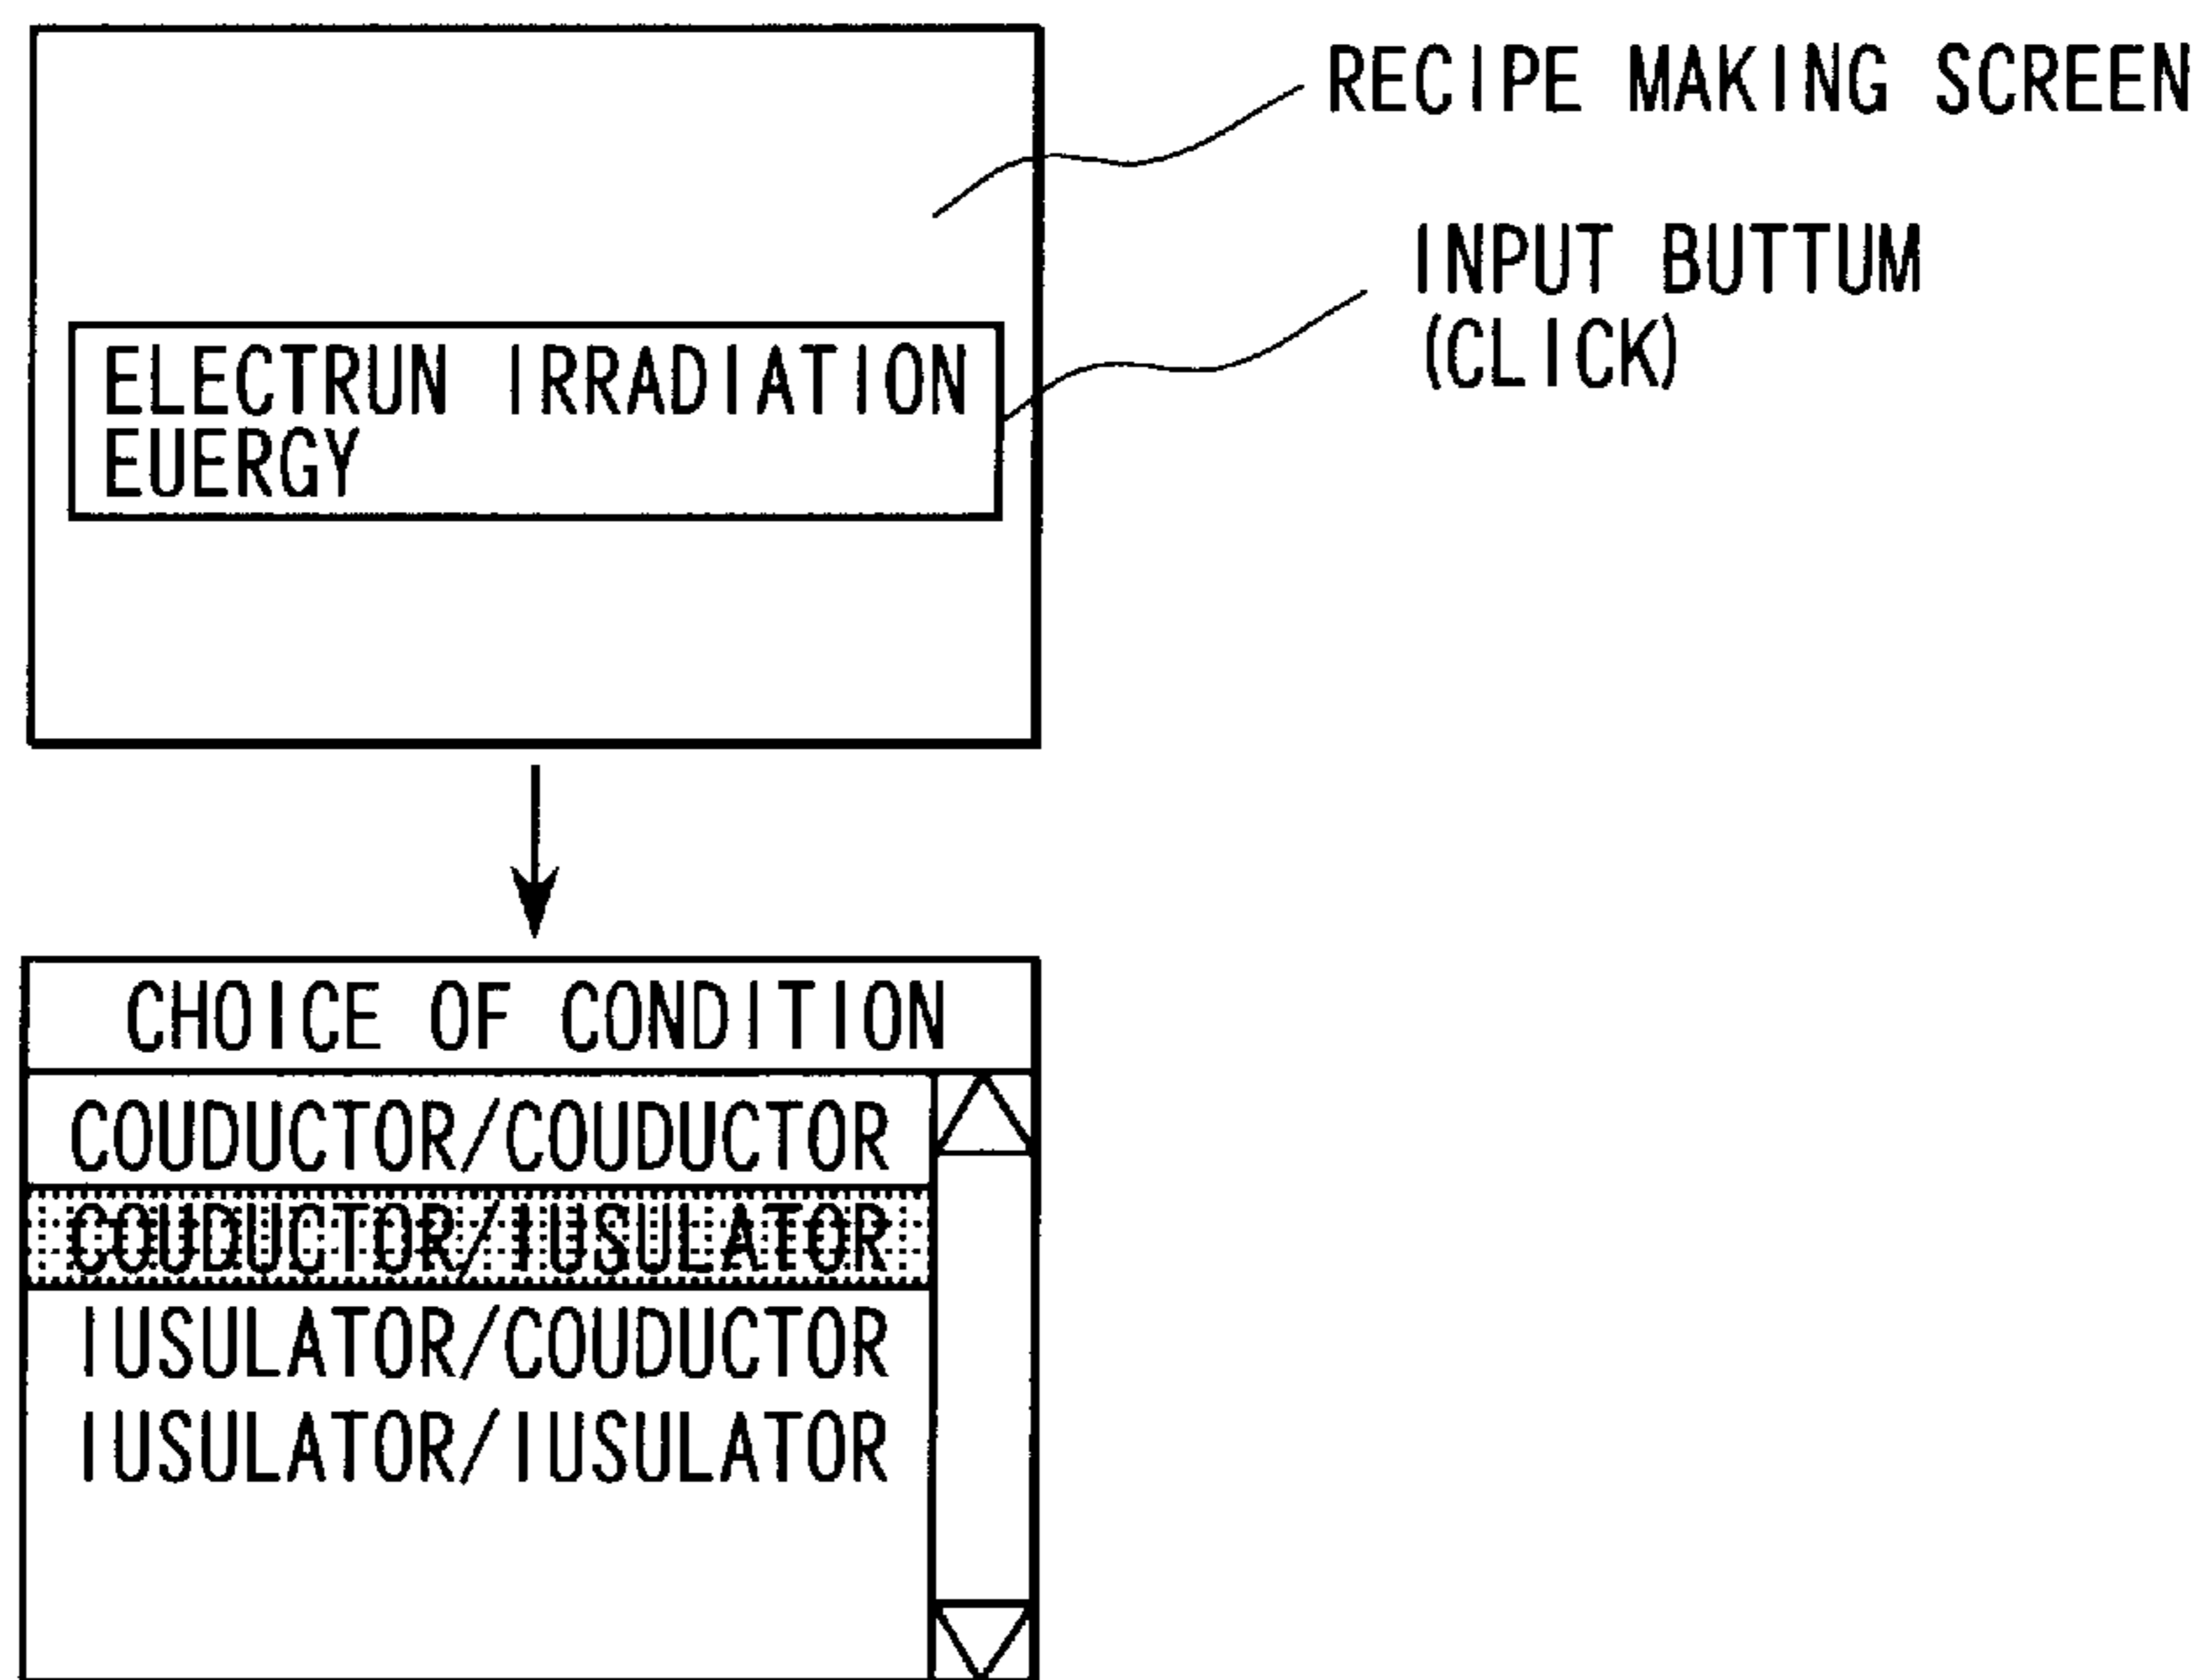 RECIPE MAKING SCREEN
INPUT BUTTUM
(CLICK)
ELECTRUN IRRADIATION
EUERGY
CHOICE OF CONDITION
COUDUCTOR/COUDUCTOR
COUDUCTOR/IUSULATOR
IUSULATOR/COUDUCTOR
IUSULATOR/IUSULATOR